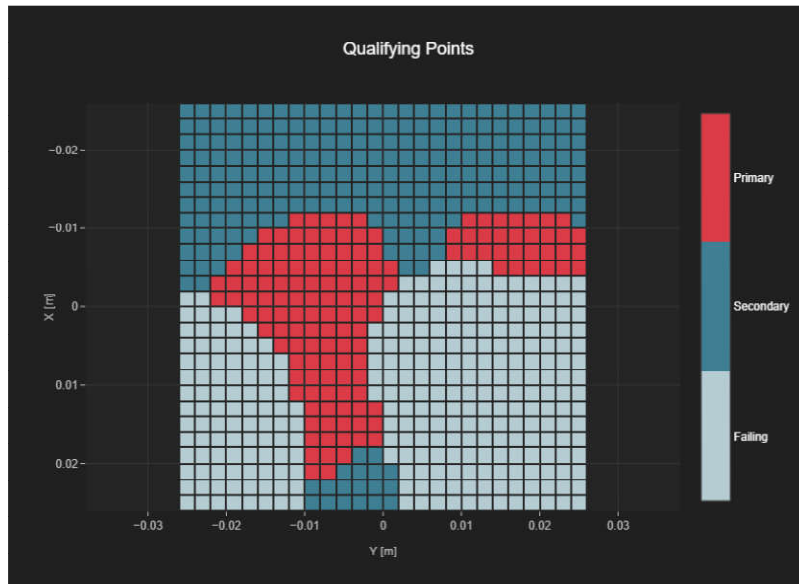 Qualifying Points
−0.02
−0.01
0
0.01
0.02
X [m]
−0.03
−0.02
−0.01
0
0.01
0.02
0.03
Y [m]
Primary
Secondary
Failing